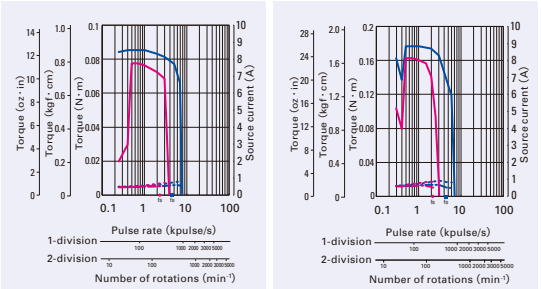 Torque (oz · in)
14
12
10
8
6
4
2
0
Torque (kgf · cm)
1.0
0.8
0.6
0.4
0.2
0
Torque (N · m)
0.1
0.08
0.06
0.04
0.02
0
Source current (A)
10
9
8
7
6
5
4
3
2
1
0
fs fs
0.1 1 10 100
Pulse rate (kpulse/s)
1-division
100 1000 2000 3000 5000
2-division
10 100 1000 2000 3000 5000
Number of rotations (min⁻¹)
Torque (oz · in)
28
24
20
16
12
8
4
0
Torque (kgf · cm)
2.0
1.6
1.2
0.8
0.4
0
Torque (N · m)
0.2
0.16
0.12
0.08
0.04
0
Source current (A)
10
9
8
7
6
5
4
3
2
1
0
fs fs
0.1 1 10 100
Pulse rate (kpulse/s)
1-division
100 1000 2000 3000 5000
2-division
10 100 1000 2000 3000 5000
Number of rotations (min⁻¹)